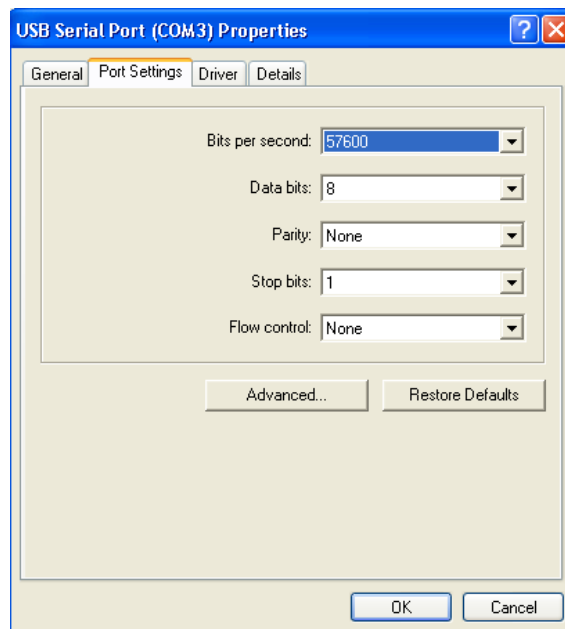 USB Serial Port (COM3) Properties
General Port Settings Driver Details
Bits per second: 57600
Data bits: 8
Parity: None
Stop bits: 1
Flow control: None
Advanced... Restore Defaults
OK Cancel